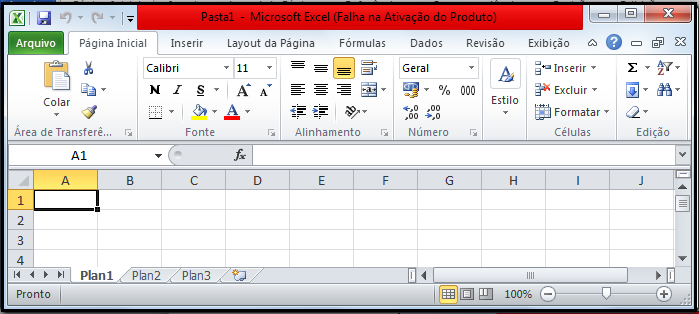 Pasta1 - Microsoft Excel (Falha na Ativação do Produto)
Arquivo Página Inicial Inserir Layout da Página Fórmulas Dados Revisão Exibição
Calibri 11 Geral Inserir Σ
Colar N S A A % 000 Estilo Excluir
A Formatar
Área de Transferê... Fonte Alinhamento Número Células Edição
A1 fx
A B C D E F G H I J
1
2
3
4
Plan1 Plan2 Plan3
Pronto 100%